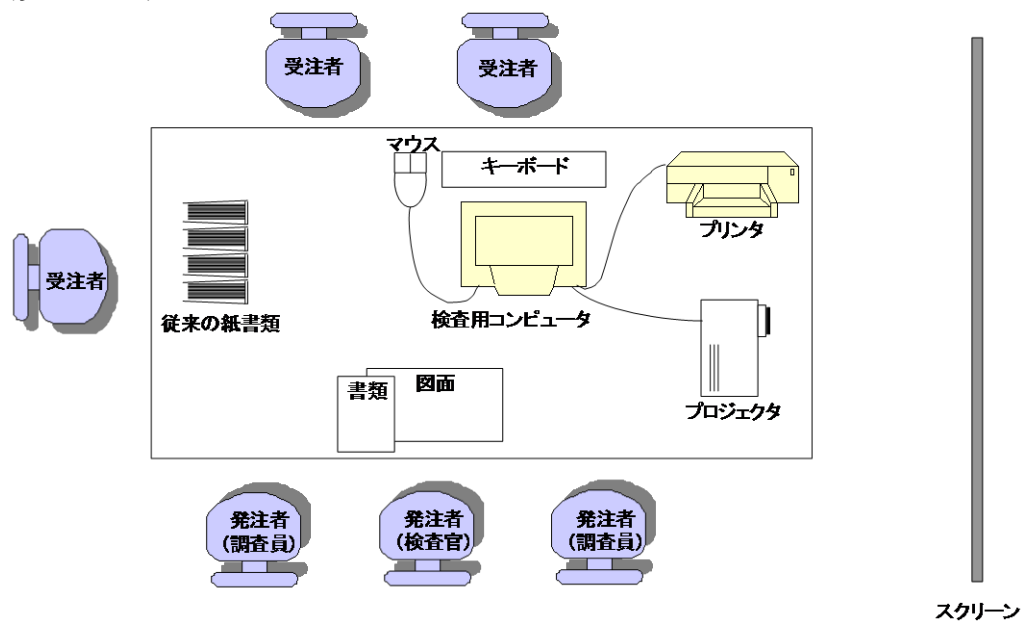 受注者
受注者
マウス
キーボード
プリンタ
受注者
従来の紙書類
検査用コンピュータ
書類
図面
プロジェクタ
発注者
(調査員)
発注者
(検査官)
発注者
(調査員)
スクリーン